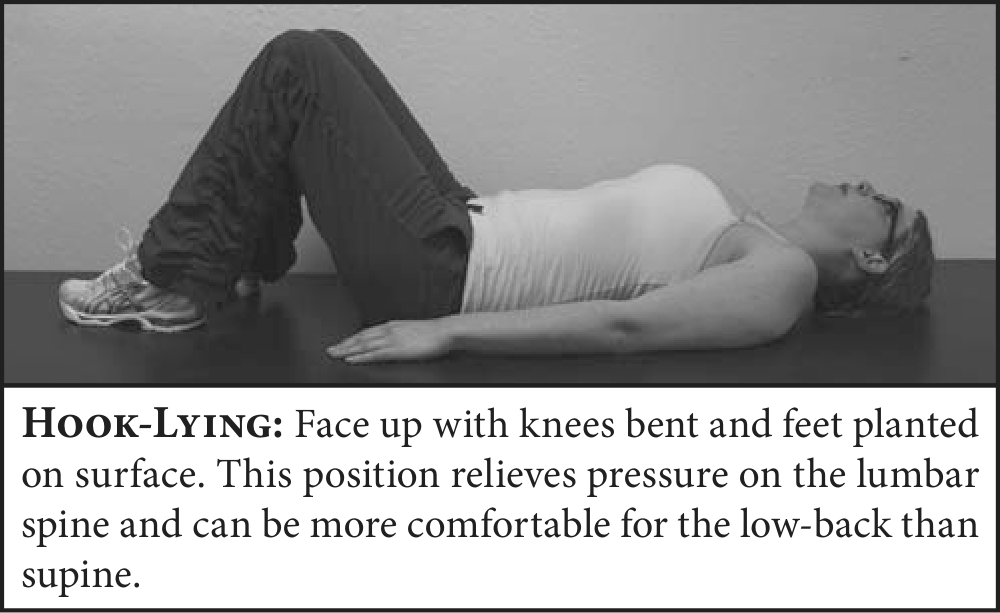 HOOK-LYING: Face up with knees bent and feet planted
on surface. This position relieves pressure on the lumbar
spine and can be more comfortable for the low-back than
supine.